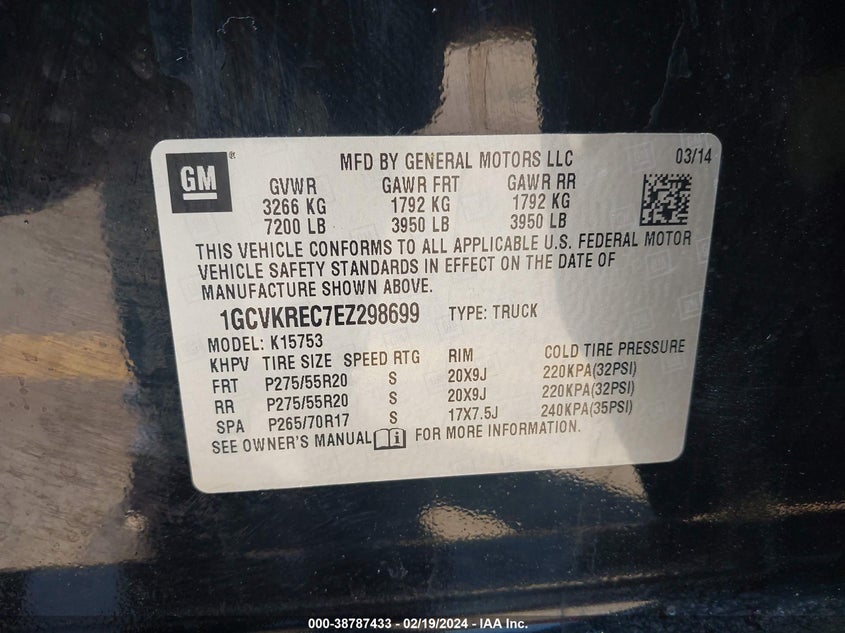 GM ® MFD BY GENERAL MOTORS LLC 03/14
GVWR GAWR FRT GAWR RR
3266 KG 1792 KG 1792 KG
7200 LB 3950 LB 3950 LB
THIS VEHICLE CONFORMS TO ALL APPLICABLE U.S. FEDERAL MOTOR
VEHICLE SAFETY STANDARDS IN EFFECT ON THE DATE OF
MANUFACTURE SHOWN ABOVE.
1GCVKREC7EZ298699 TYPE: TRUCK
MODEL: K15753
KHPV TIRE SIZE SPEED RTG RIM COLD TIRE PRESSURE
FRT P275/55R20 S 20X9J 220KPA(32PSI)
RR P275/55R20 S 20X9J 220KPA(32PSI)
SPA P265/70R17 S 17X7.5J 240KPA(35PSI)
SEE OWNER'S MANUAL i FOR MORE INFORMATION.
000-38787433 - 02/19/2024 - IAA Inc.